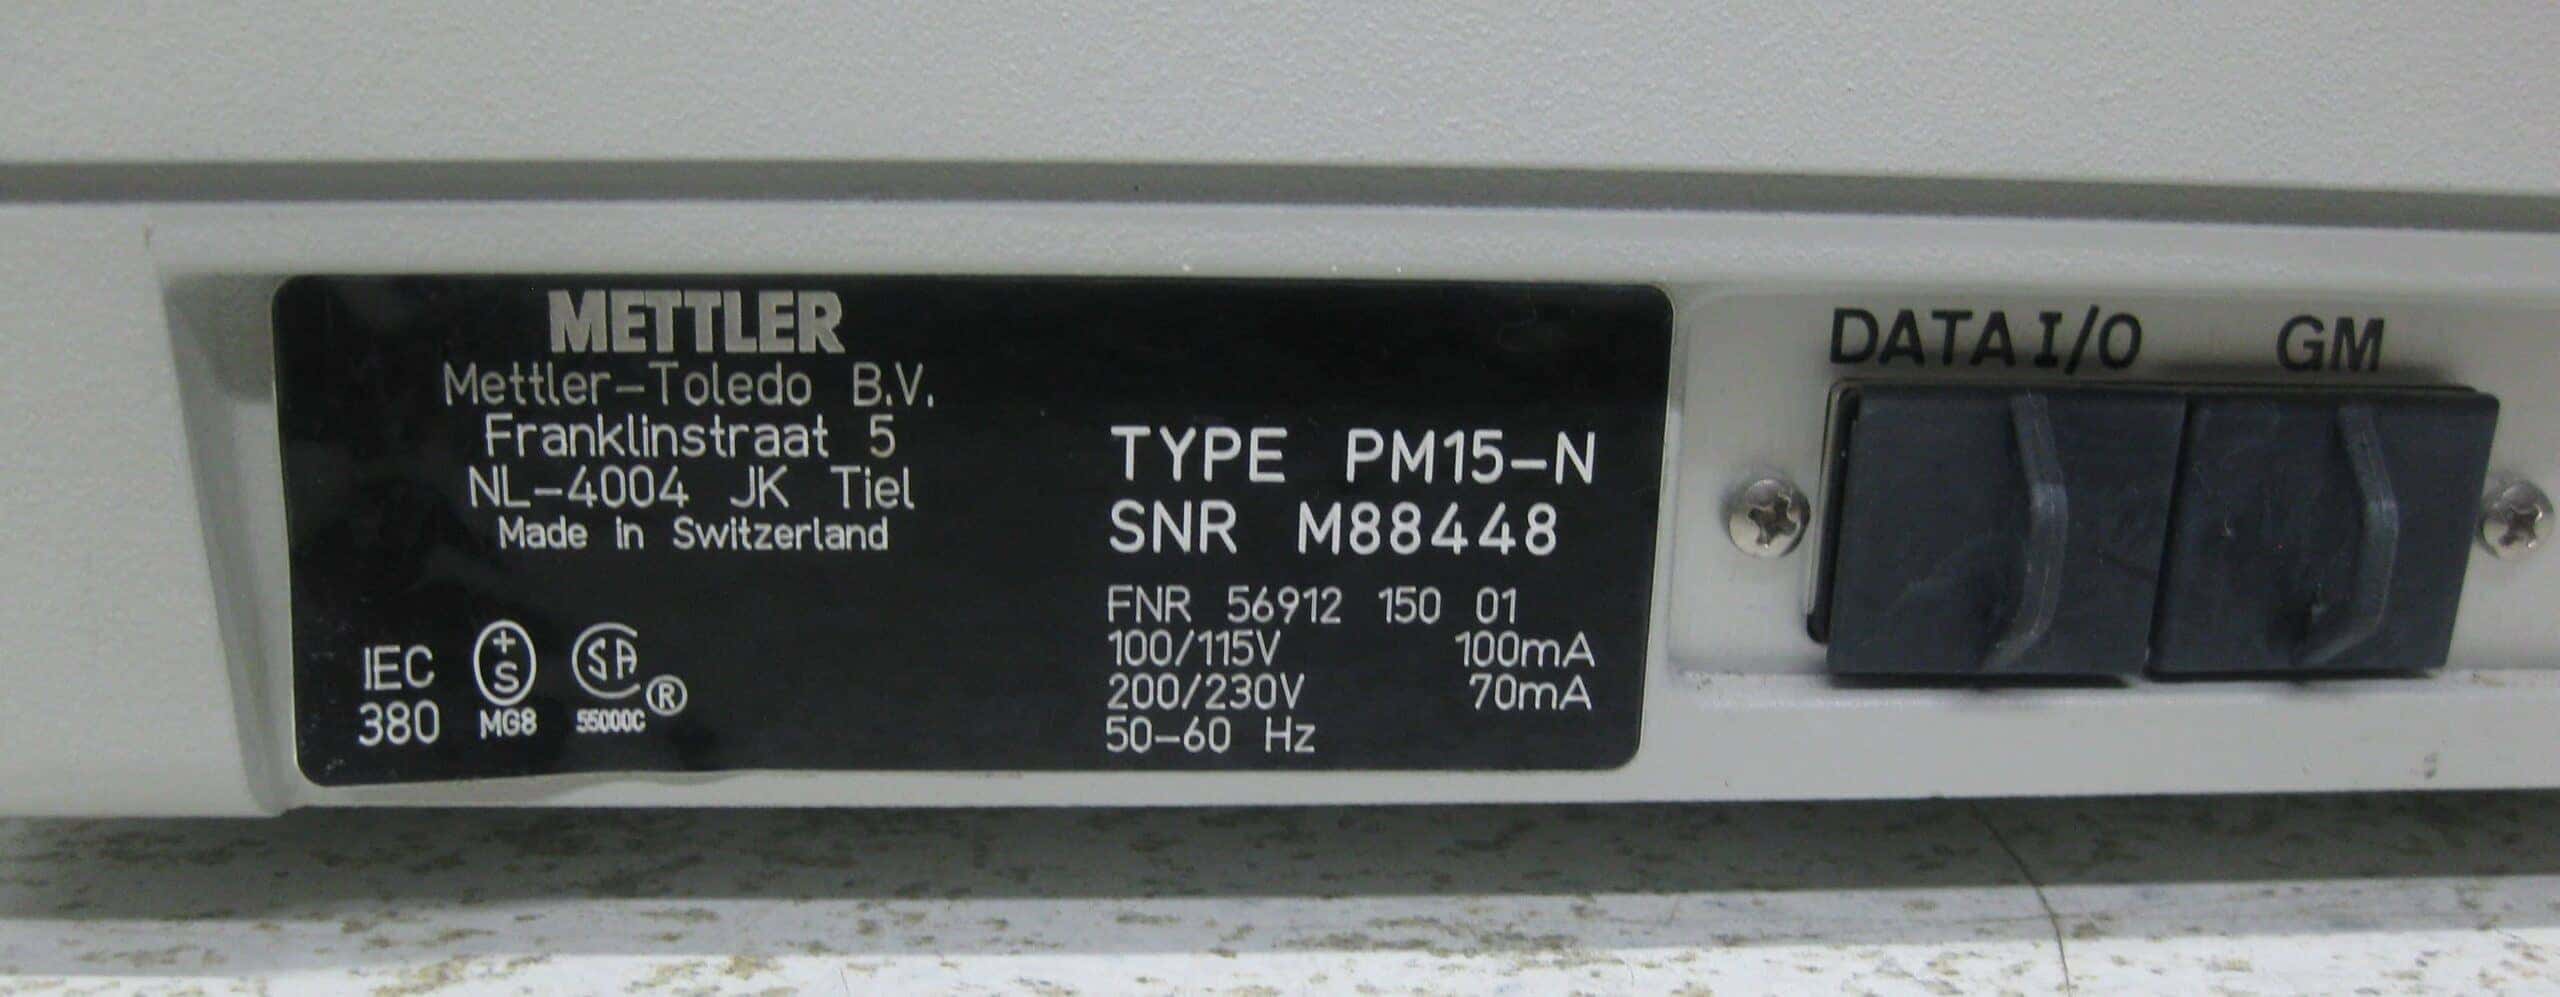 METTLER
Mettler-Toledo B.V.
Franklinstraat 5
NL-4004 JK Tiel
Made in Switzerland
IEC
380
+
S
MG8
SA ®
55000C
TYPE PM15-N
SNR M88448
FNR 56912 150 01
100/115V 100mA
200/230V 70mA
50-60 Hz
DATA I/O GM